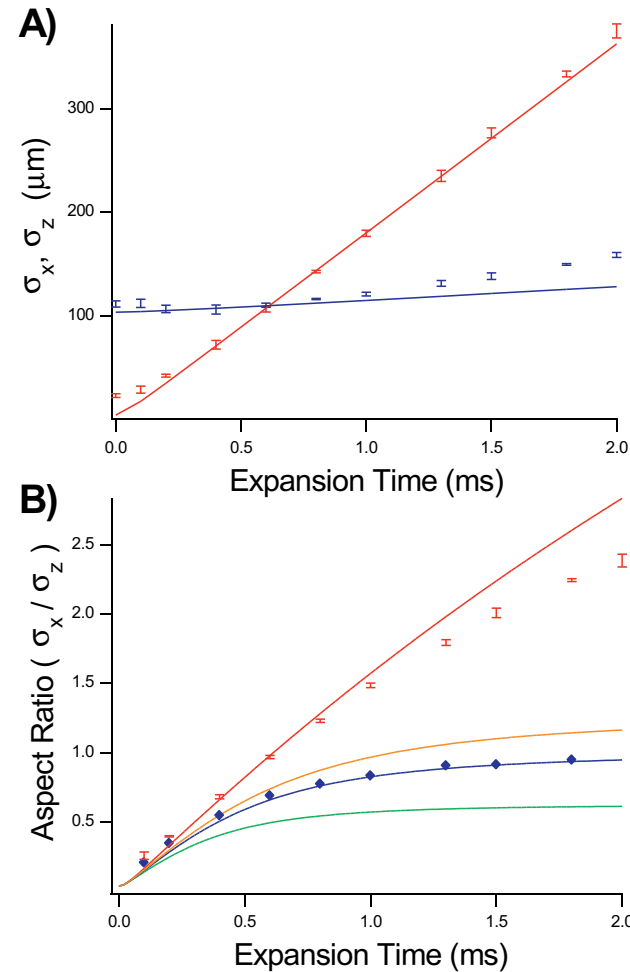 A)
300
200
100
σx, σz (μm)
0.0 0.5 1.0 1.5 2.0
Expansion Time (ms)
B)
2.5
2.0
1.5
1.0
0.5
Aspect Ratio ( σx / σz )
0.0 0.5 1.0 1.5 2.0
Expansion Time (ms)